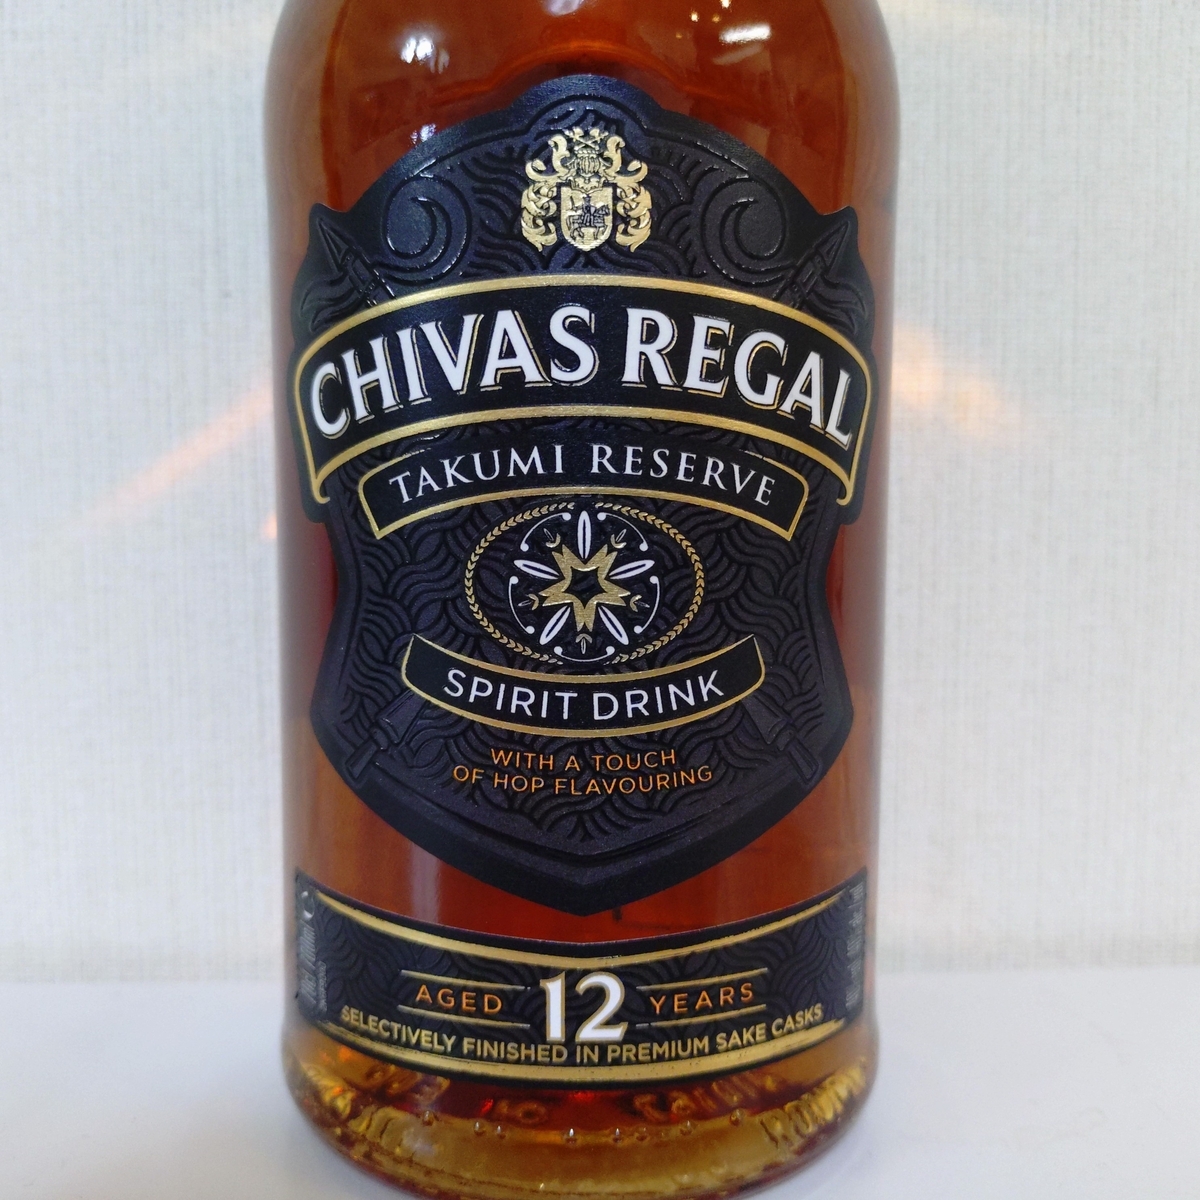 CHIVAS REGAL
TAKUMI RESERVE
SPIRIT DRINK
WITH A TOUCH
OF HOP FLAVOURING
AGED 12 YEARS
SELECTIVELY FINISHED IN PREMIUM SAKE CASKS